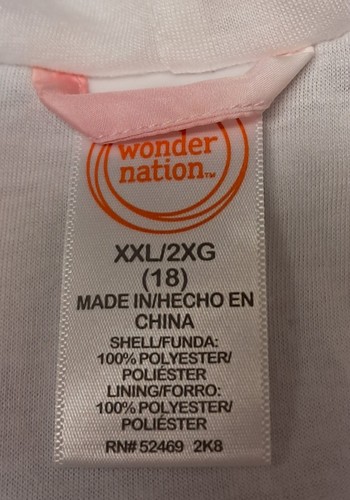 wonder
nation™
XXL/2XG
(18)
MADE IN/HECHO EN
CHINA
SHELL/FUNDA:
100% POLYESTER/
POLIÉSTER
LINING/FORRO:
100% POLYESTER/
POLIÉSTER
RN# 52469 2K8